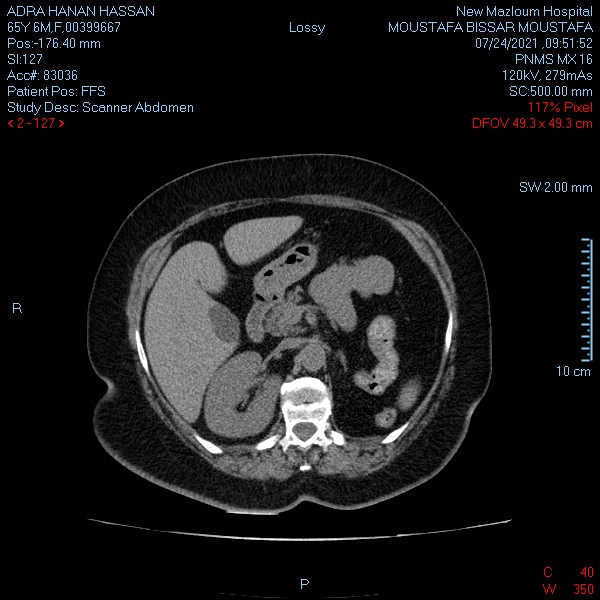 ADRA HANAN HASSAN
65Y 6M,F,00399667
Pos:-176.40 mm
SI:127
Acc#: 83036
Patient Pos: FFS
Study Desc: Scanner Abdomen
< 2 - 127 >
Lossy
New Mazloum Hospital
MOUSTAFA BISSAR MOUSTAFA
07/24/2021 ,09:51:52
PNMS MX 16
120kV, 279mAs
SC:500.00 mm
117% Pixel
DFOV 49.3 x 49.3 cm
SW 2.00 mm
R
10 cm
P
C 40
W 350